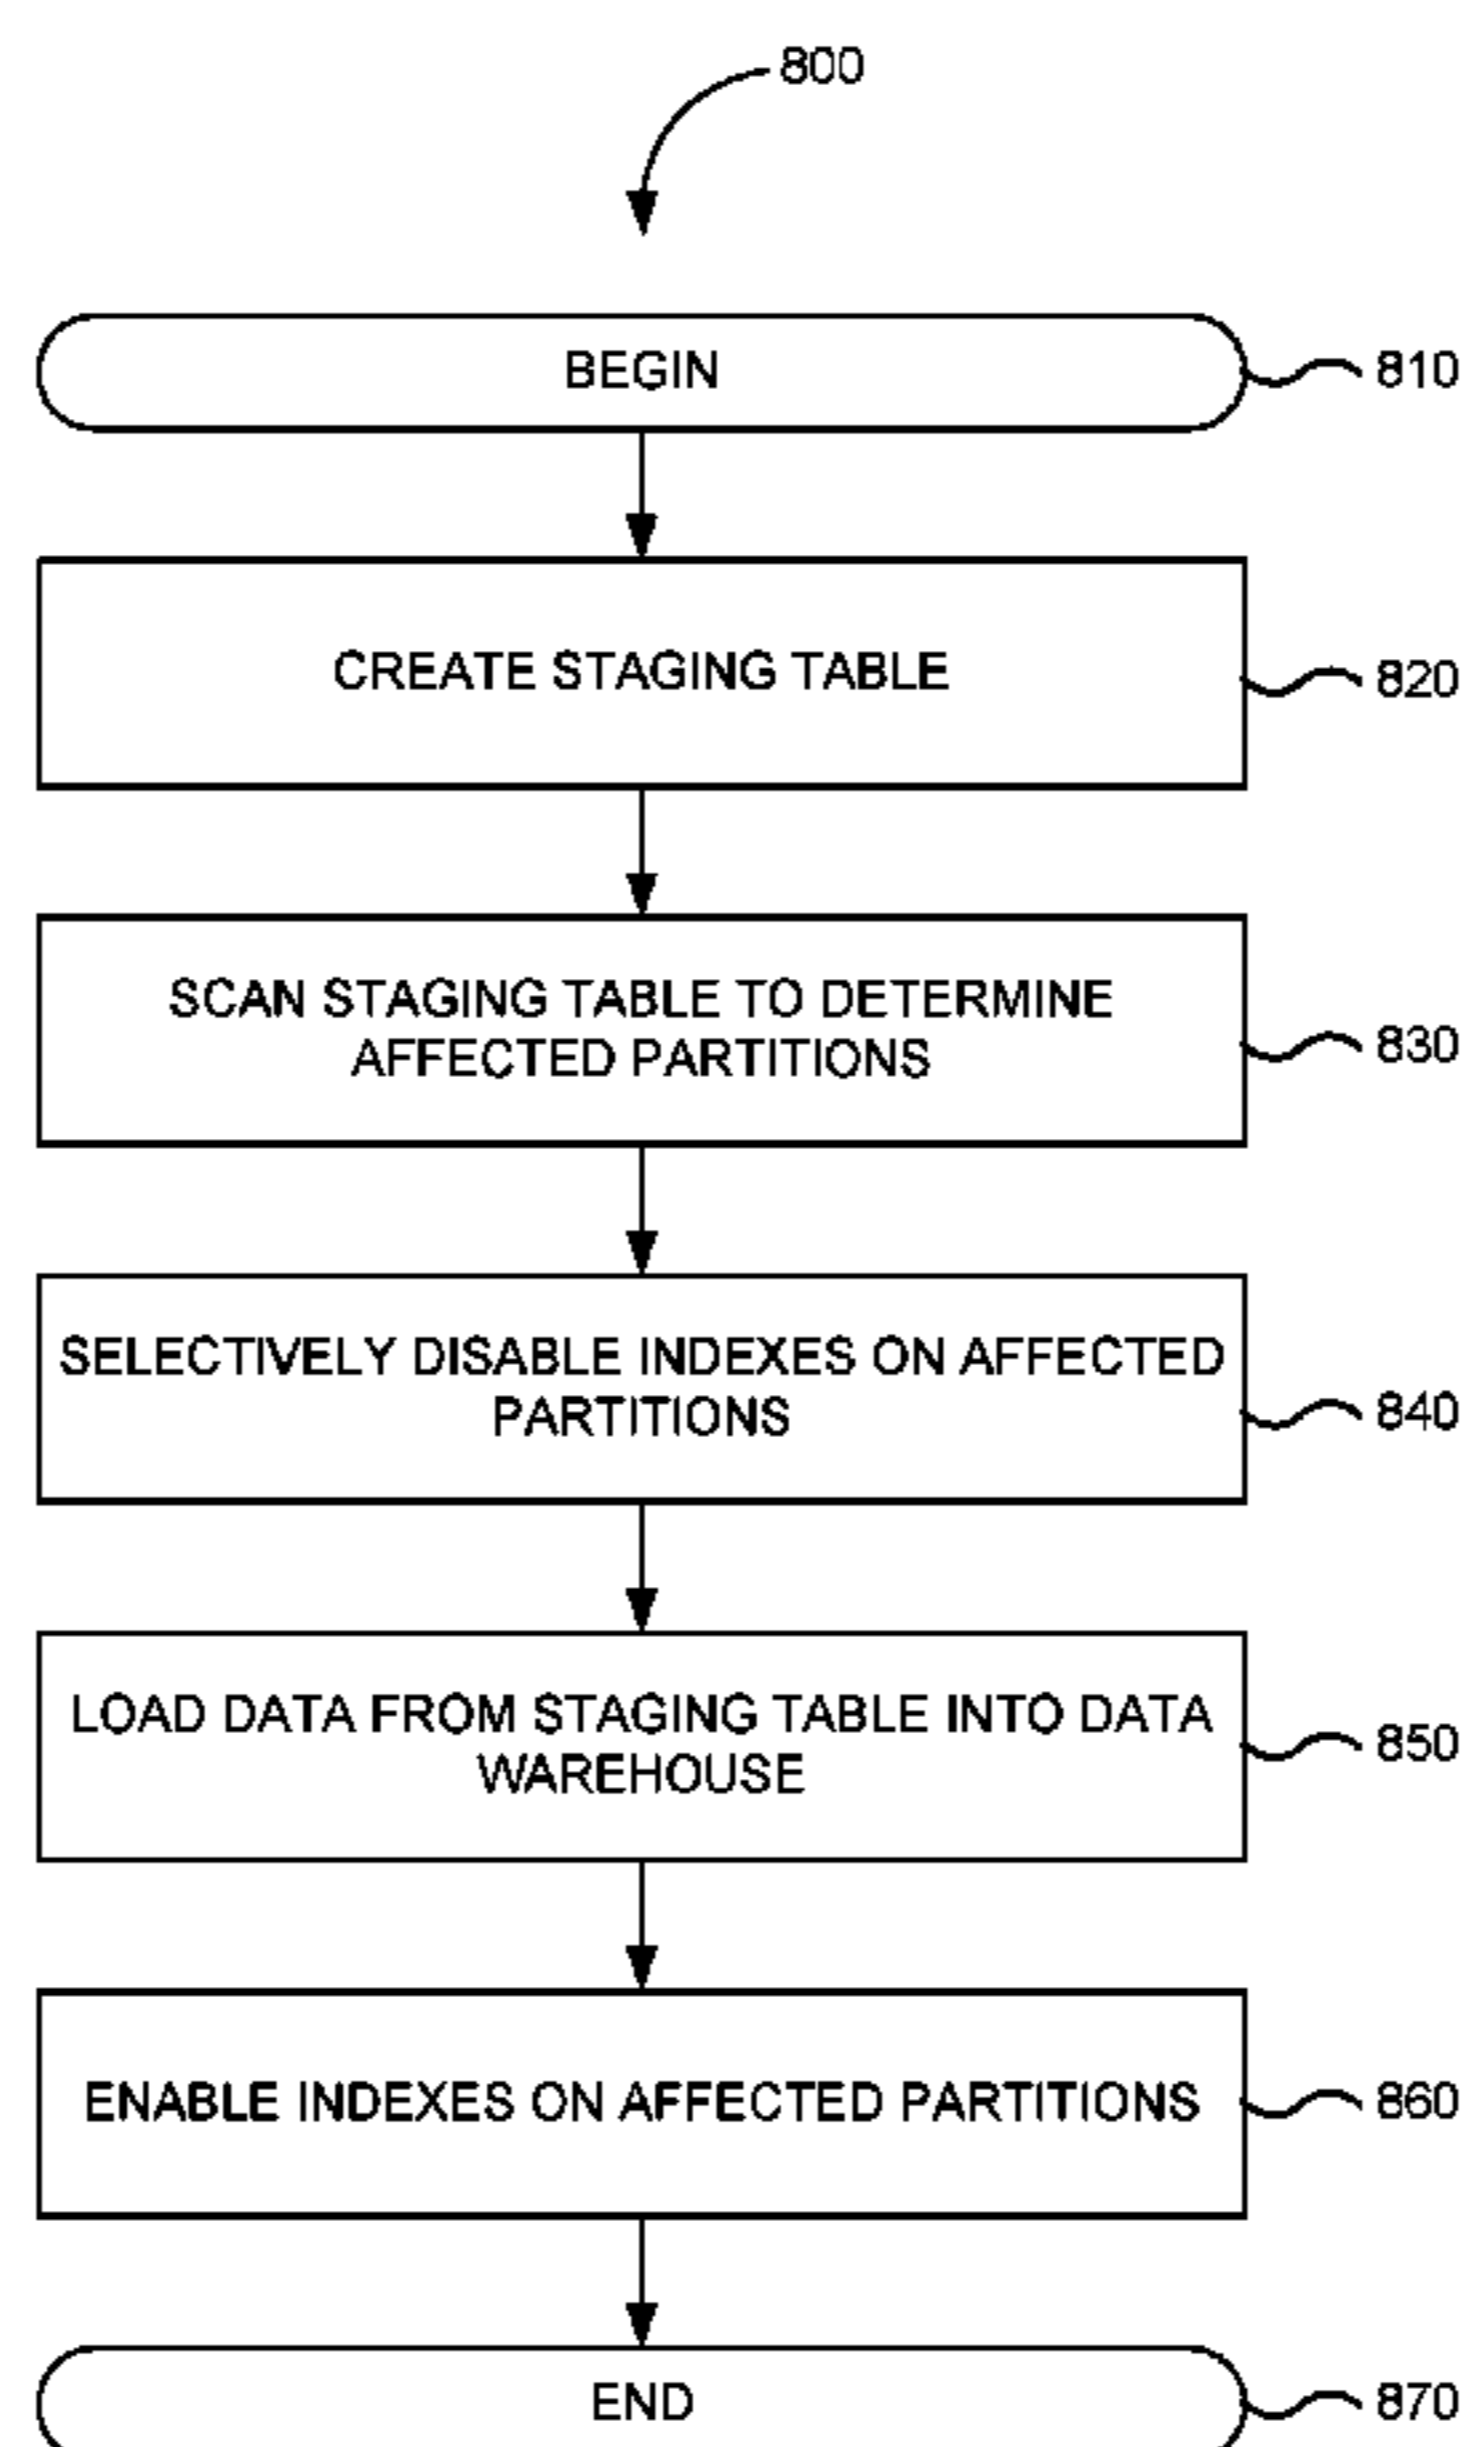 800
BEGIN
810
CREATE STAGING TABLE
820
SCAN STAGING TABLE TO DETERMINE
AFFECTED PARTITIONS
830
SELECTIVELY DISABLE INDEXES ON AFFECTED
PARTITIONS
840
LOAD DATA FROM STAGING TABLE INTO DATA
WAREHOUSE
850
ENABLE INDEXES ON AFFECTED PARTITIONS
860
END
870